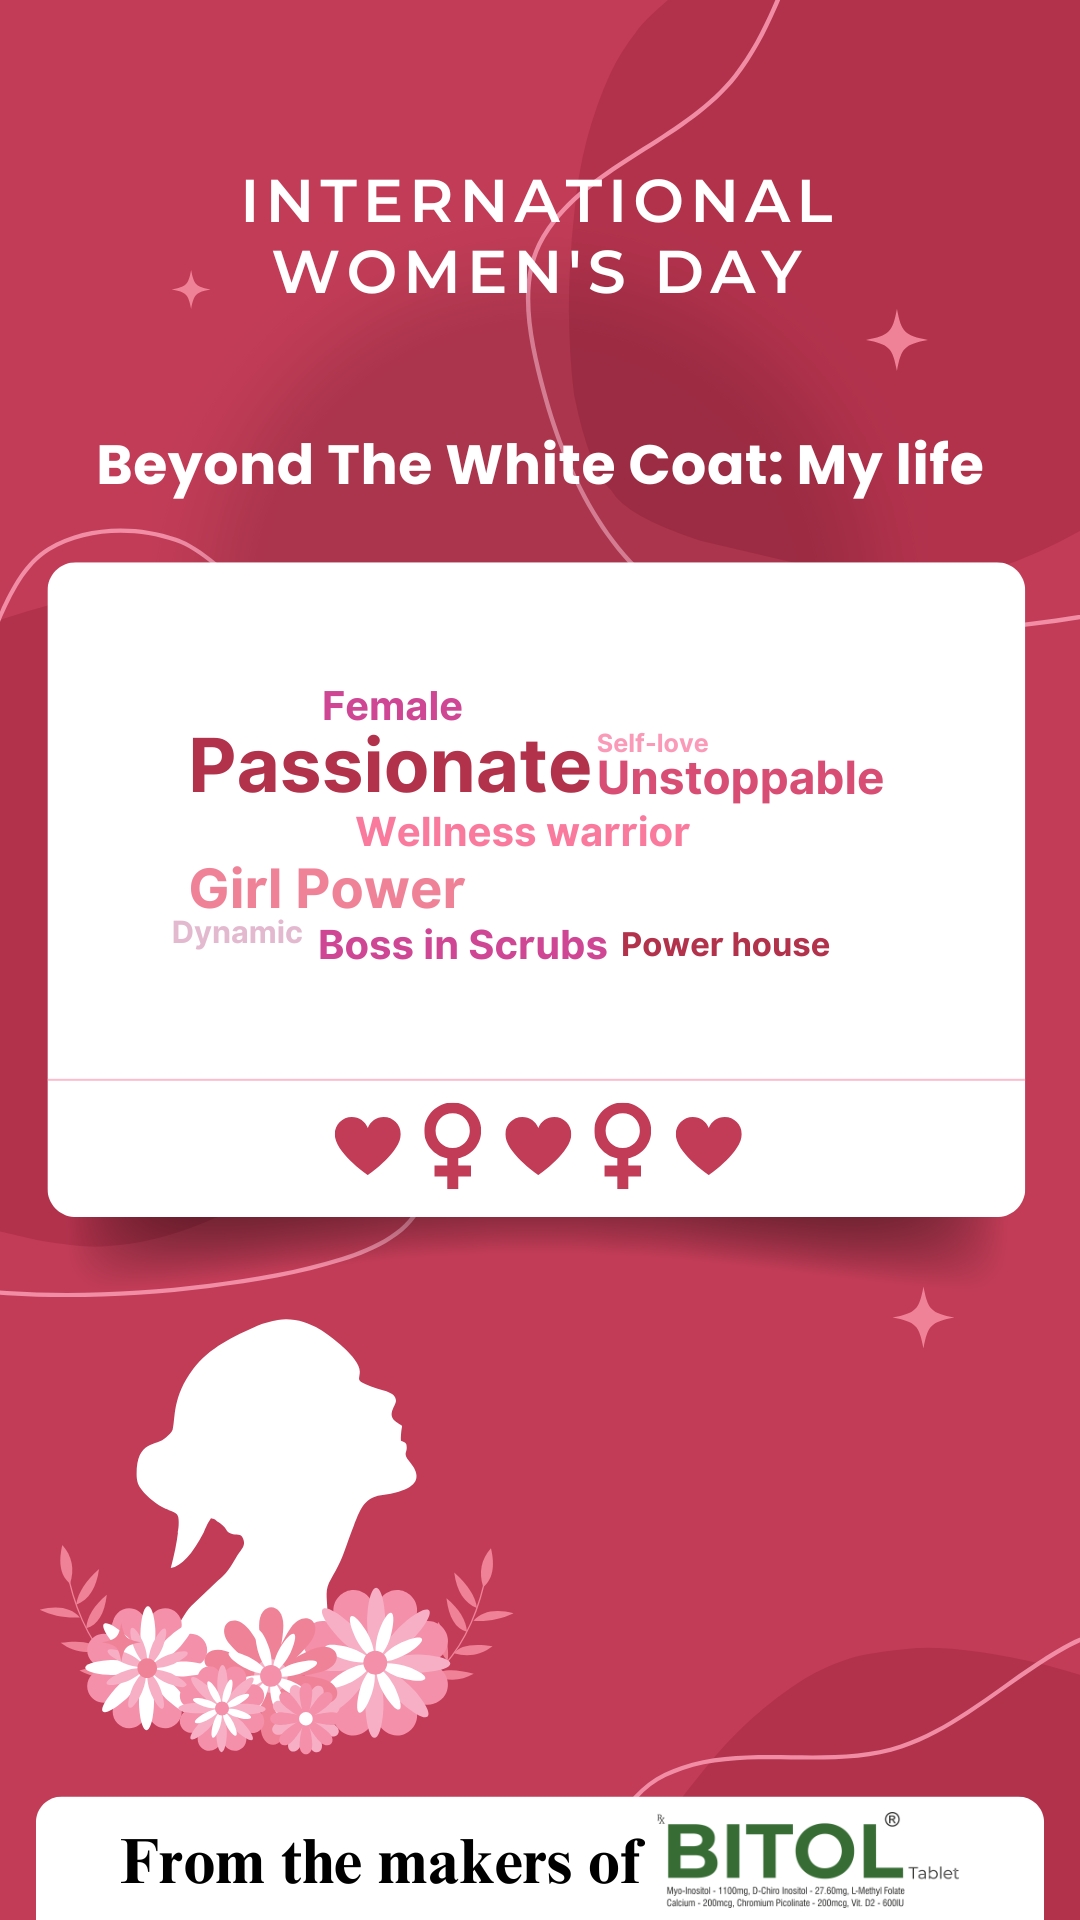 INTERNATIONAL
WOMEN'S DAY
Beyond The White Coat: My life
Female
Self-love
Passionate Unstoppable
Wellness warrior
Girl Power
Dynamic Boss in Scrubs Power house
From the makers of
℞ BITOL® Tablet
Myo-Inositol - 1100mg, D-Chiro Inositol - 27.60mg, L-Methyl Folate
Calcium - 200mcg, Chromium Picolinate - 200mcg, Vit. D2 - 600IU